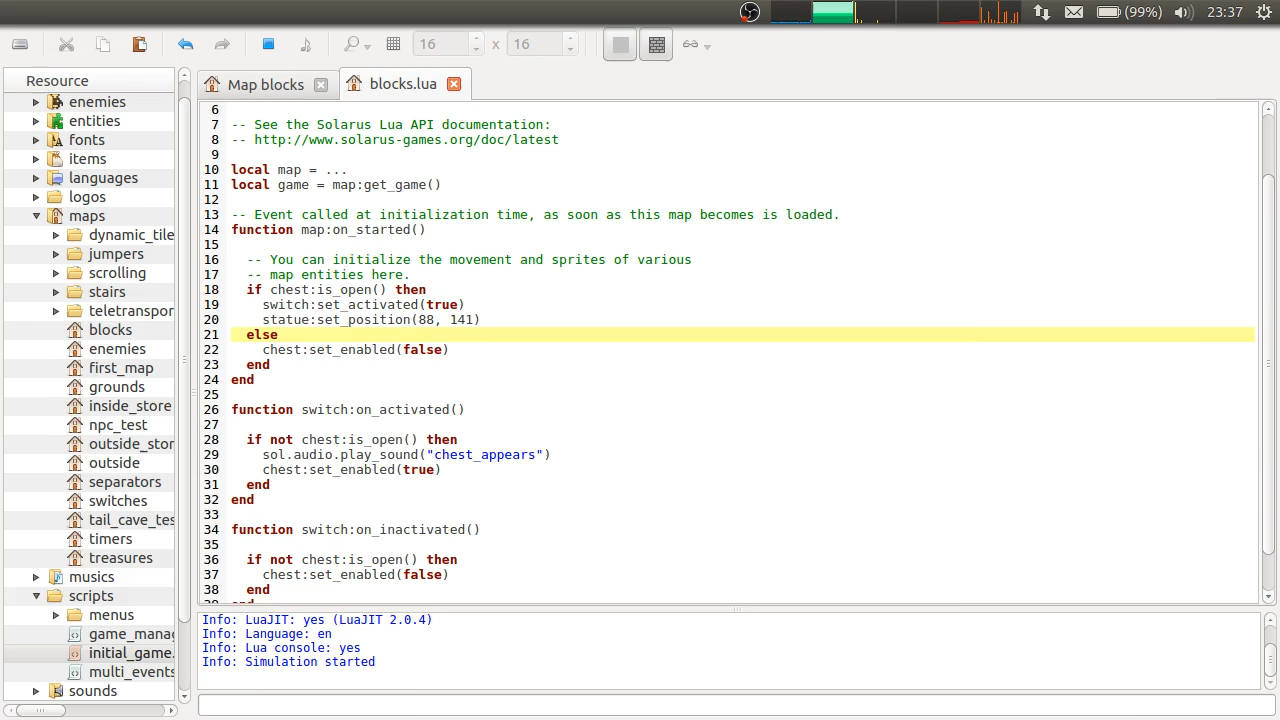 (99%)
23:37
16 x 16
Resource
enemies
entities
fonts
items
languages
logos
maps
dynamic_tile
jumpers
scrolling
stairs
teletranspor
blocks
enemies
first_map
grounds
inside_store
npc_test
outside_stor
outside
separators
switches
tail_cave_tes
timers
treasures
musics
scripts
menus
game_manag
initial_game.
multi_events
sounds
Map blocks
blocks.lua
6
7 -- See the Solarus Lua API documentation:
8 -- http://www.solarus-games.org/doc/latest
9
10 local map = ...
11 local game = map:get_game()
12
13 -- Event called at initialization time, as soon as this map becomes is loaded.
14 function map:on_started()
15
16 -- You can initialize the movement and sprites of various
17 -- map entities here.
18 if chest:is_open() then
19 switch:set_activated(true)
20 statue:set_position(88, 141)
21 else
22 chest:set_enabled(false)
23 end
24 end
25
26 function switch:on_activated()
27
28 if not chest:is_open() then
29 sol.audio.play_sound("chest_appears")
30 chest:set_enabled(true)
31 end
32 end
33
34 function switch:on_inactivated()
35
36 if not chest:is_open() then
37 chest:set_enabled(false)
38 end
39 end
Info: LuaJIT: yes (LuaJIT 2.0.4)
Info: Language: en
Info: Lua console: yes
Info: Simulation started